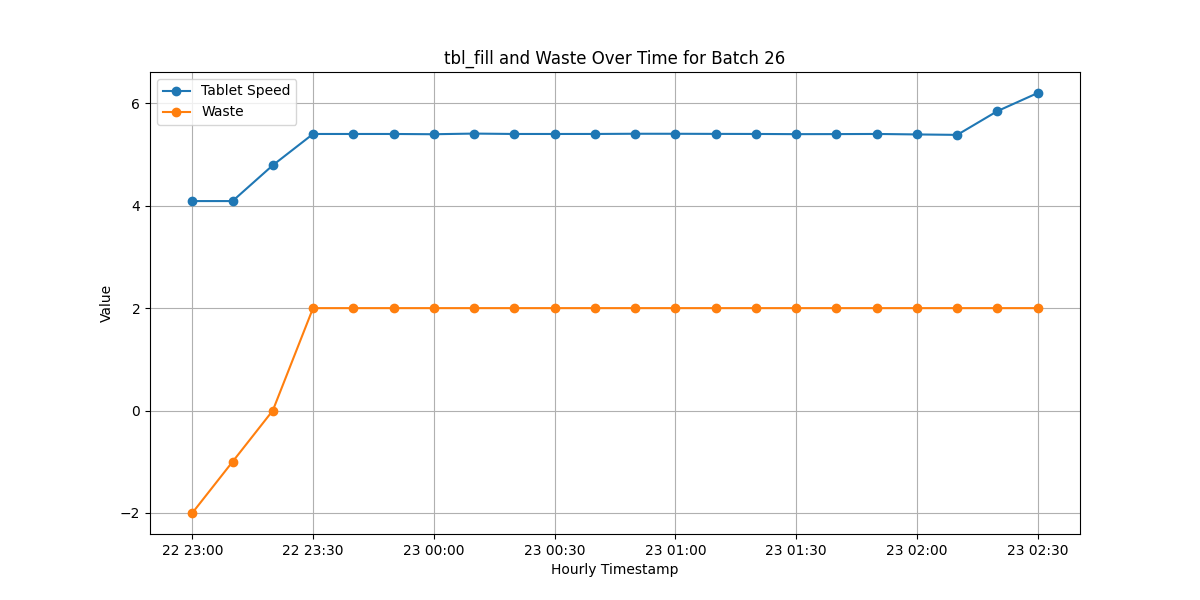 tbl_fill and Waste Over Time for Batch 26
Tablet Speed
Waste
6
4
2
0
−2
Value
22 23:00 22 23:30 23 00:00 23 00:30 23 01:00 23 01:30 23 02:00 23 02:30
Hourly Timestamp